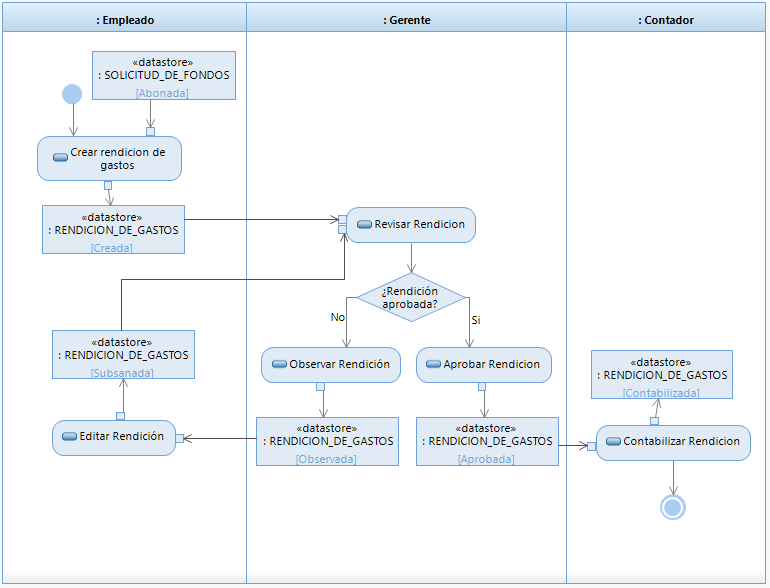 : Empleado
: Gerente
: Contador
«datastore»
: SOLICITUD_DE_FONDOS
[Abonada]
Crear rendicion de
gastos
«datastore»
: RENDICION_DE_GASTOS
[Creada]
Revisar Rendicion
¿Rendición
aprobada?
No
Si
«datastore»
: RENDICION_DE_GASTOS
[Subsanada]
Observar Rendición
Aprobar Rendicion
«datastore»
: RENDICION_DE_GASTOS
[Contabilizada]
Editar Rendición
«datastore»
: RENDICION_DE_GASTOS
[Observada]
«datastore»
: RENDICION_DE_GASTOS
[Aprobada]
Contabilizar Rendicion